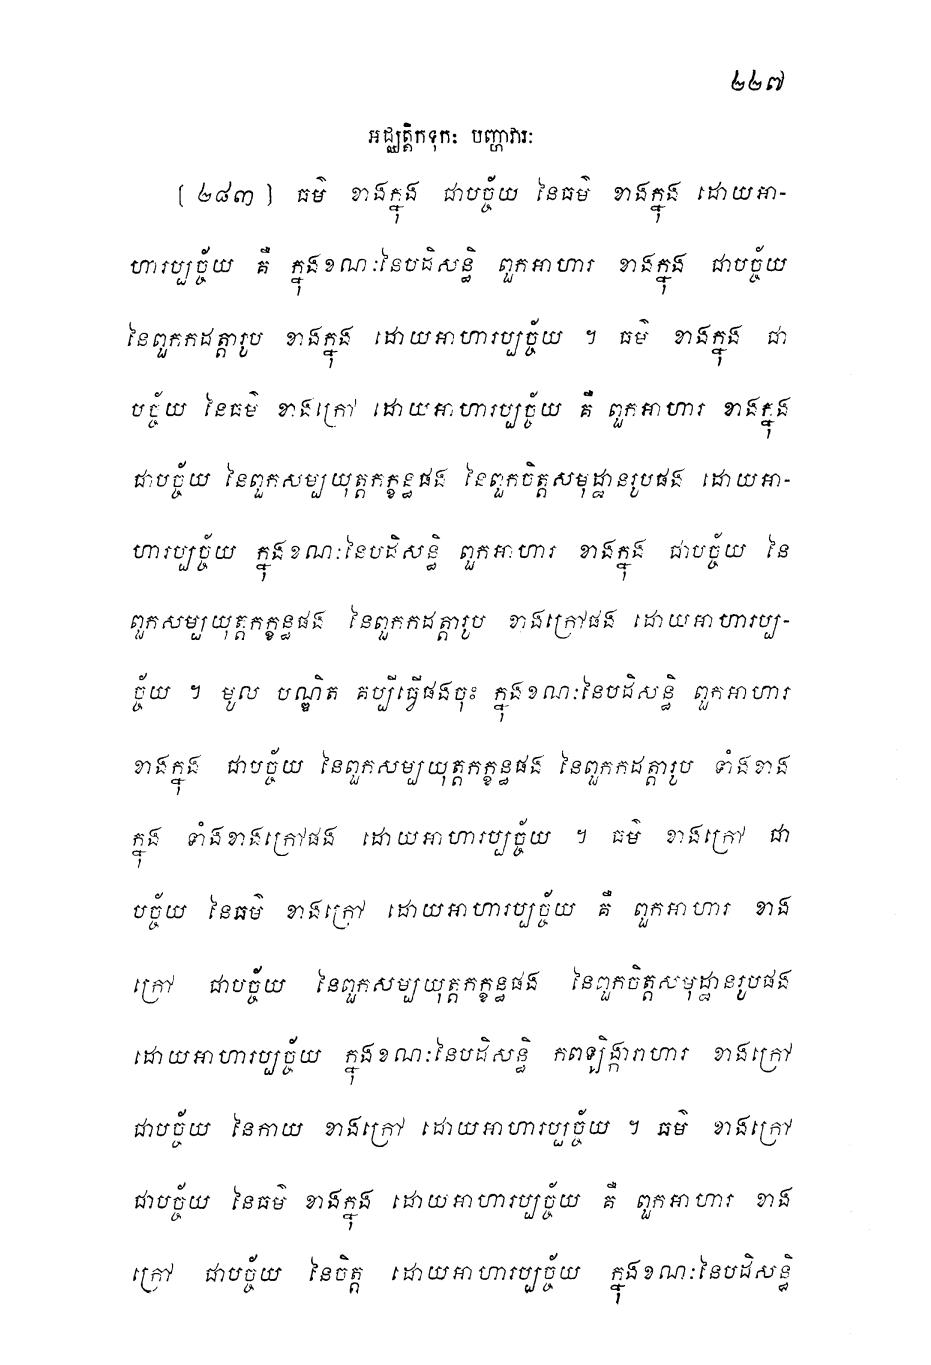 ២២៧
អជ្ឈត្តិកទុកៈ បញ្ហាវារៈ
[ ២៨៣ ] ធម៌ ខាងក្នុង ជាបច្ច័យ នៃធម៌ ខាងក្នុង ដោយអា-
ហារប្បច្ច័យ គឺ ក្នុងខណៈនៃបដិសន្ធិ ពួកអាហារ ខាងក្នុង ជាបច្ច័យ
នៃពួកកដត្តារូប ខាងក្នុង ដោយអាហារប្បច្ច័យ ។ ធម៌ ខាងក្នុង ជា
បច្ច័យ នៃធម៌ ខាងក្រៅ ដោយអាហារប្បច្ច័យ គឺ ពួកអាហារ ខាងក្នុង
ជាបច្ច័យ នៃពួកសម្បយុត្តកក្ខន្ធផង នៃពួកចិត្តសមុដ្ឋានរូបផង ដោយអា-
ហារប្បច្ច័យ ក្នុងខណៈនៃបដិសន្ធិ ពួកអាហារ ខាងក្នុង ជាបច្ច័យ នៃ
ពួកសម្បយុត្តកក្ខន្ធផង នៃពួកកដត្តារូប ខាងក្រៅផង ដោយអាហារប្ប-
ច្ច័យ ។ មូល បណ្ឌិត គប្បីធ្វើផងចុះ ក្នុងខណៈនៃបដិសន្ធិ ពួកអាហារ
ខាងក្នុង ជាបច្ច័យ នៃពួកសម្បយុត្តកក្ខន្ធផង នៃពួកកដត្តារូប ទាំងខាង
ក្នុង ទាំងខាងក្រៅផង ដោយអាហារប្បច្ច័យ ។ ធម៌ ខាងក្រៅ ជា
បច្ច័យ នៃធម៌ ខាងក្រៅ ដោយអាហារប្បច្ច័យ គឺ ពួកអាហារ ខាង
ក្រៅ ជាបច្ច័យ នៃពួកសម្បយុត្តកក្ខន្ធផង នៃពួកចិត្តសមុដ្ឋានរូបផង
ដោយអាហារប្បច្ច័យ ក្នុងខណៈនៃបដិសន្ធិ កពឡិង្ការាហារ ខាងក្រៅ
ជាបច្ច័យ នៃកាយ ខាងក្រៅ ដោយអាហារប្បច្ច័យ ។ ធម៌ ខាងក្រៅ
ជាបច្ច័យ នៃធម៌ ខាងក្នុង ដោយអាហារប្បច្ច័យ គឺ ពួកអាហារ ខាង
ក្រៅ ជាបច្ច័យ នៃចិត្ត ដោយអាហារប្បច្ច័យ ក្នុងខណៈនៃបដិសន្ធិ